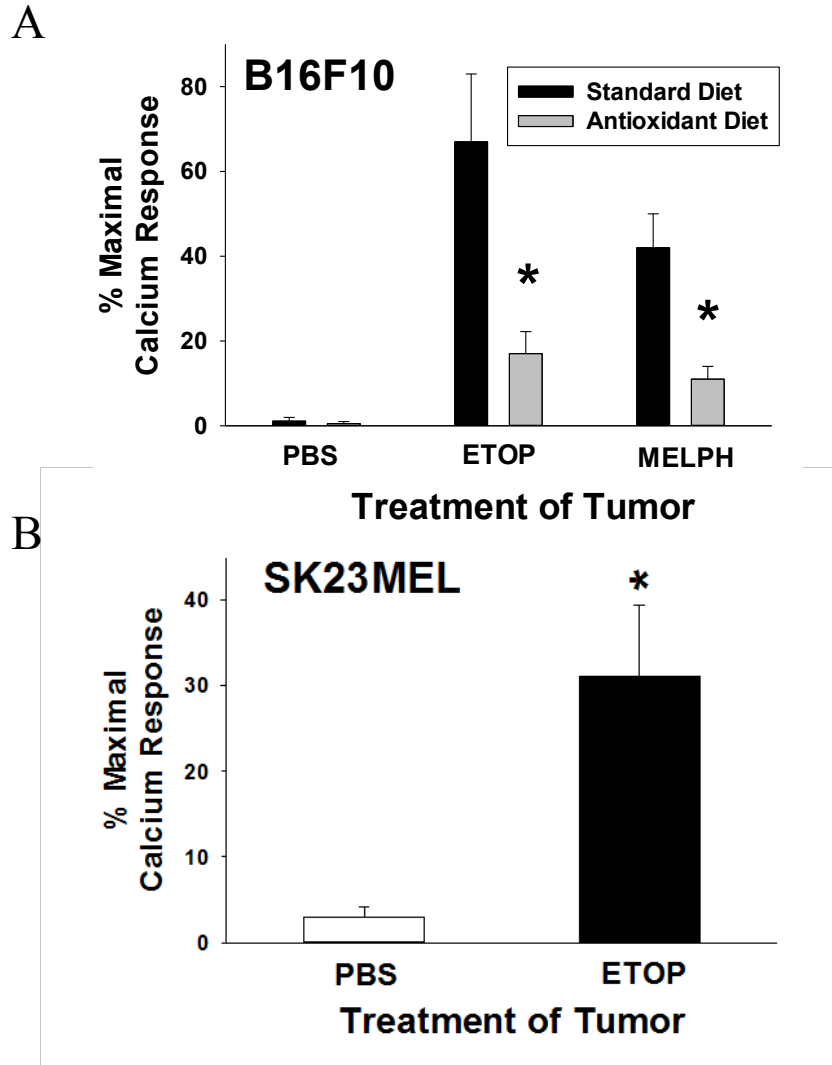 A
B16F10
Standard Diet
Antioxidant Diet
% Maximal
Calcium Response
80
60
40
20
0
*
*
PBS ETOP MELPH
Treatment of Tumor
B
SK23MEL
*
% Maximal
Calcium Response
40
30
20
10
0
PBS ETOP
Treatment of Tumor